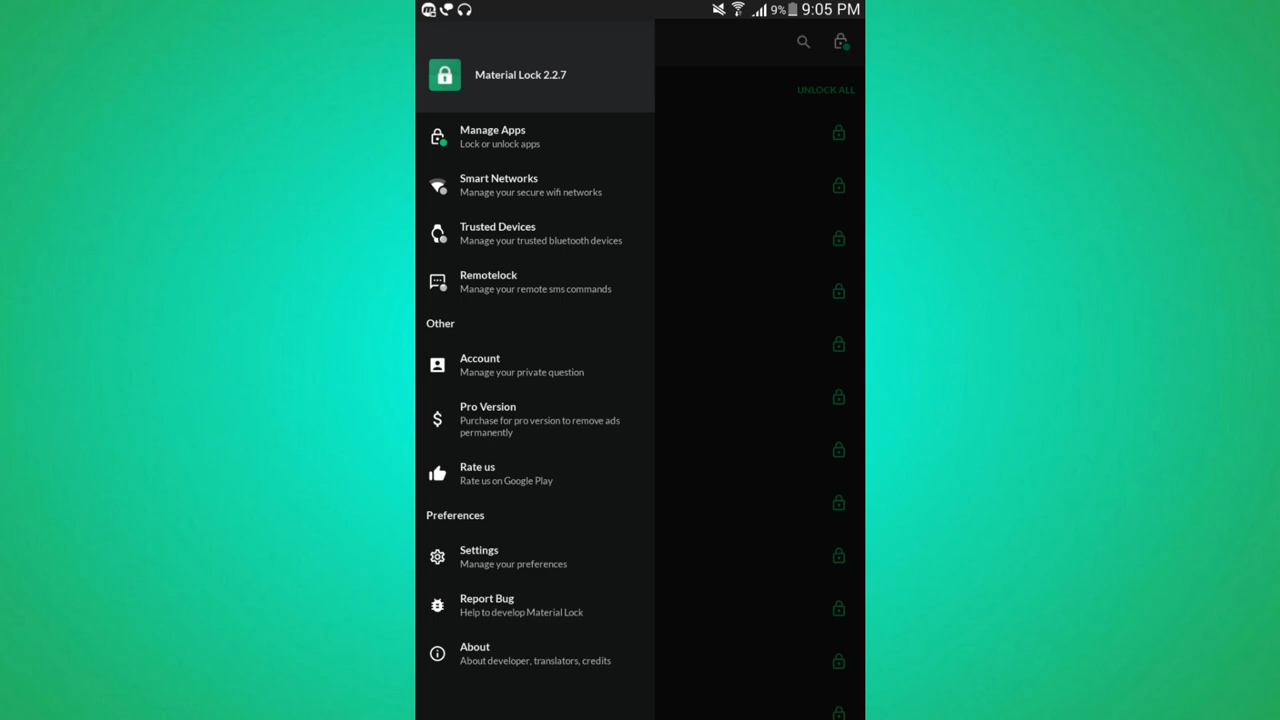 9% 9:05 PM
Material Lock 2.2.7
UNLOCK ALL
Manage Apps
Lock or unlock apps
Smart Networks
Manage your secure wifi networks
Trusted Devices
Manage your trusted bluetooth devices
Remotelock
Manage your remote sms commands
Other
Account
Manage your private question
Pro Version
Purchase for pro version to remove ads
permanently
Rate us
Rate us on Google Play
Preferences
Settings
Manage your preferences
Report Bug
Help to develop Material Lock
About
About developer, translators, credits